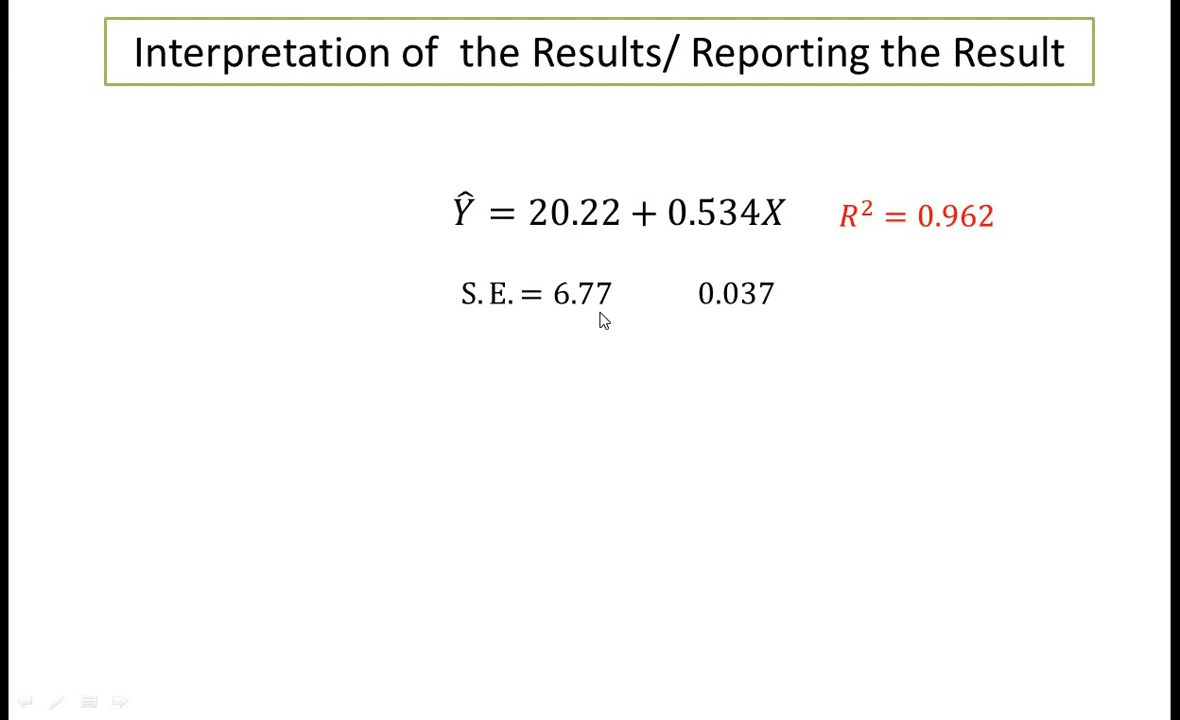 Interpretation of the Results/ Reporting the Result
Ŷ = 20.22 + 0.534X R² = 0.962
S. E. = 6.77 0.037